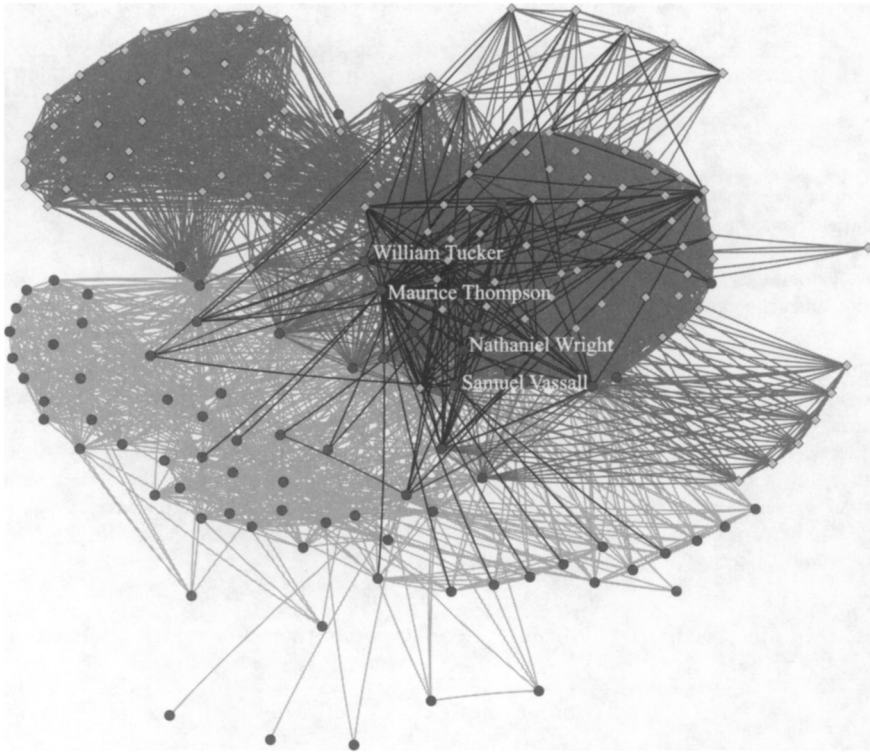 William Tucker
Maurice Thompson
Nathaniel Wright
Samuel Vassall